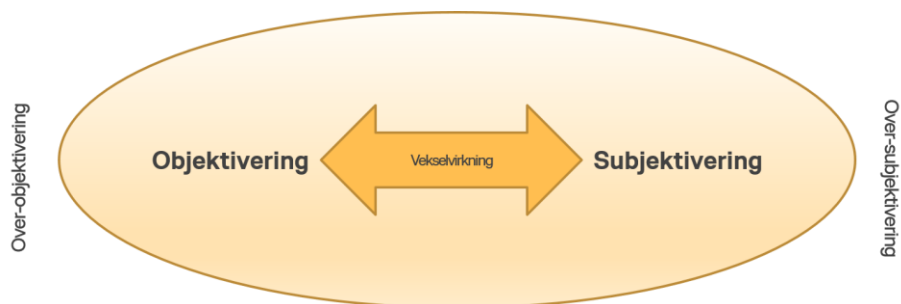 Over-objektivering
Objektivering
Vekselvirkning
Subjektivering
Over-subjektivering